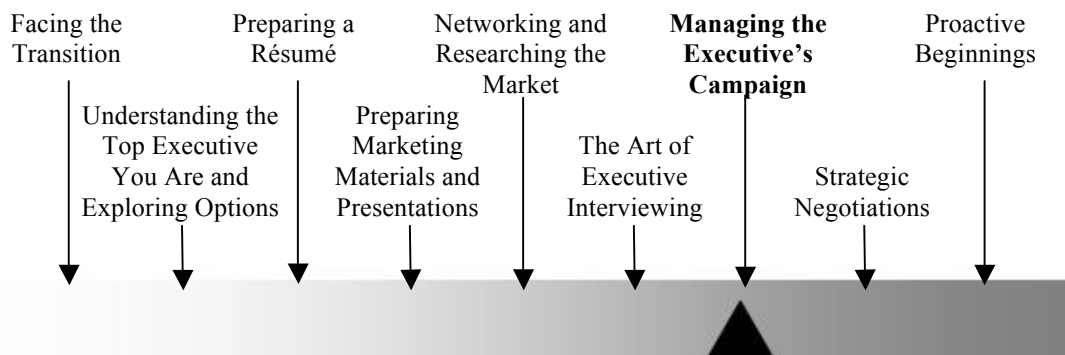 Facing the
Transition
Understanding the
Top Executive
You Are and
Exploring Options
Preparing a
Résumé
Preparing
Marketing
Materials and
Presentations
Networking and
Researching the
Market
The Art of
Executive
Interviewing
Managing the
Executive's
Campaign
Strategic
Negotiations
Proactive
Beginnings